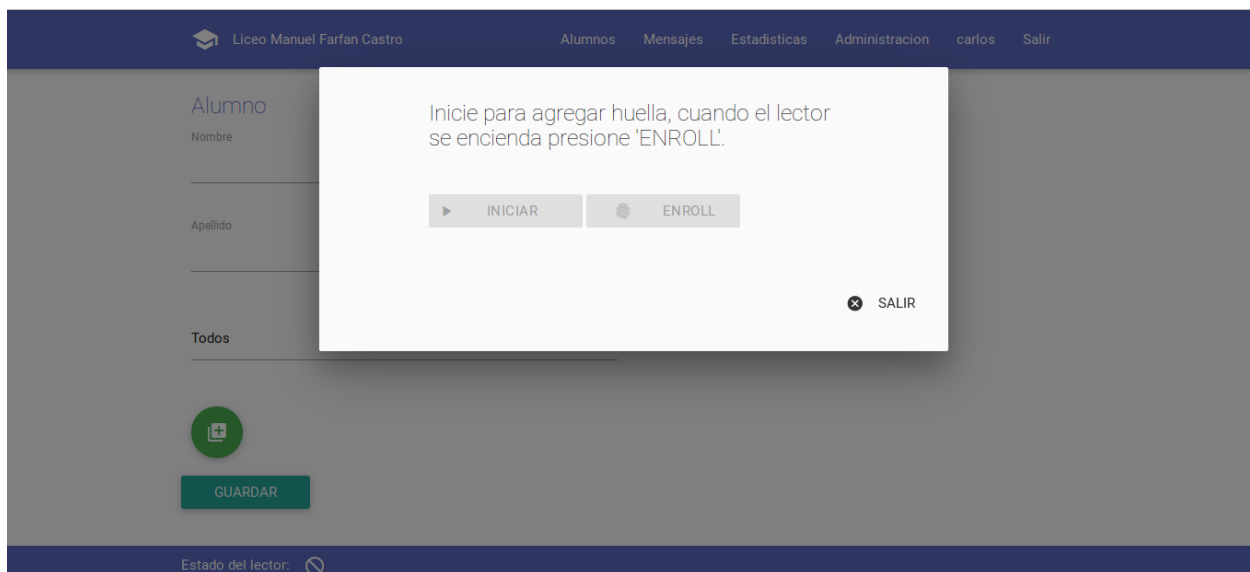 Liceo Manuel Farfan Castro Alumnos Mensajes Estadisticas Administracion carlos Salir
Alumno
Nombre
Apellido
Todos
Inicie para agregar huella, cuando el lector
se encienda presione 'ENROLL'.
INICIAR ENROLL
SALIR
GUARDAR
Estado del lector: